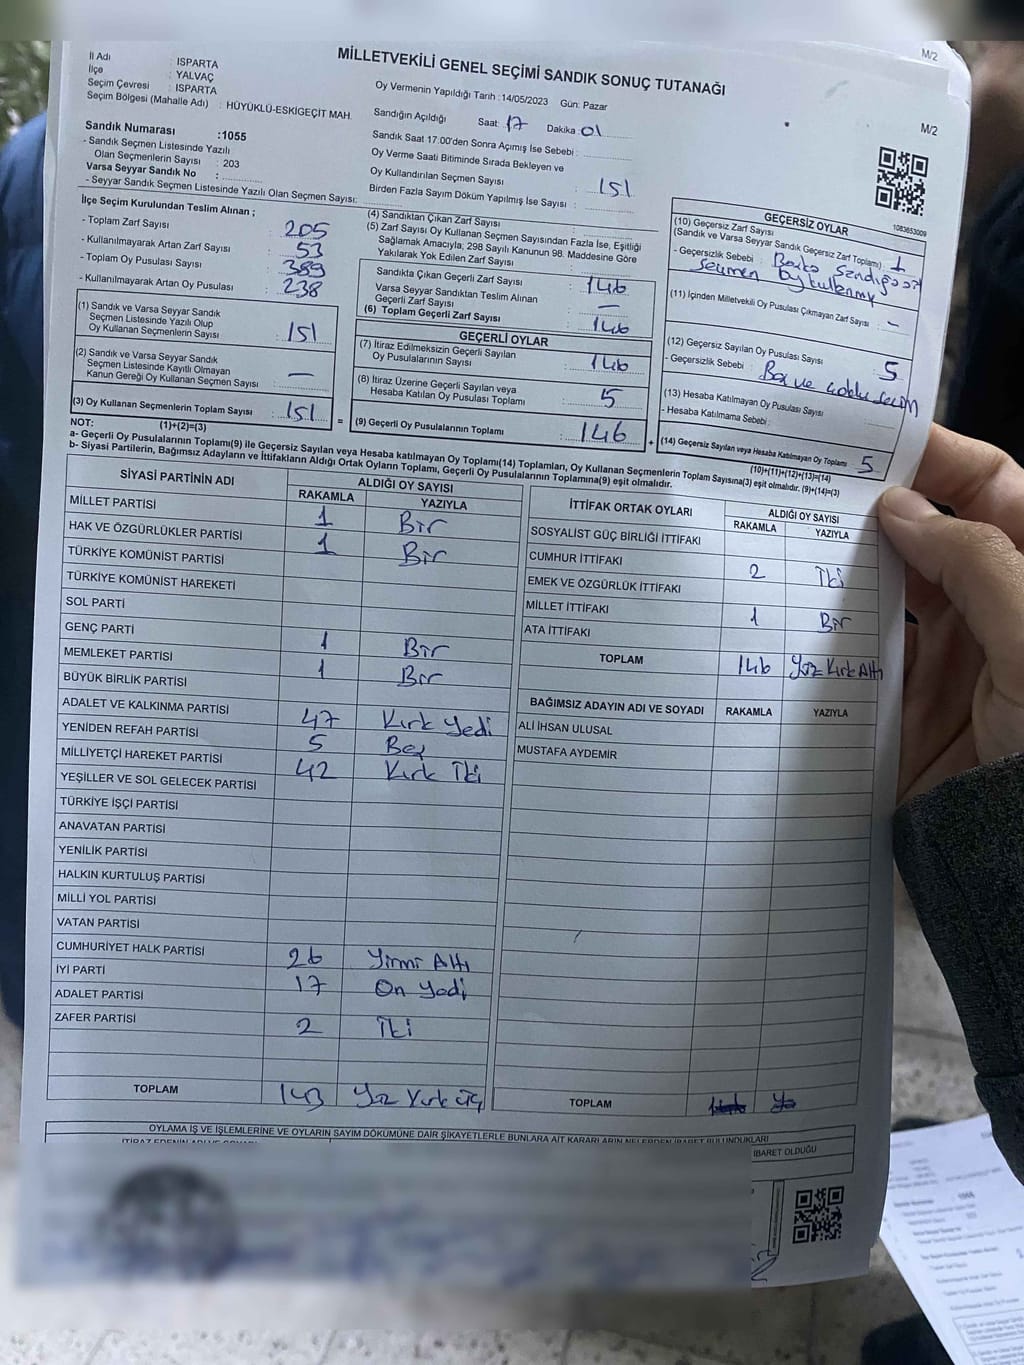 M/2
MİLLETVEKİLİ GENEL SEÇİMİ SANDIK SONUÇ TUTANAĞI
M/2
İl Adı : ISPARTA
İlçe : YALVAÇ
Seçim Çevresi : ISPARTA
Seçim Bölgesi (Mahalle Adı) : HÜYÜKLÜ-ESKİGEÇİT MAH.
Sandık Numarası :1055
- Sandık Seçmen Listesinde Yazılı
Olan Seçmenlerin Sayısı : 203
Varsa Seyyar Sandık No :
- Seyyar Sandık Seçmen Listesinde Yazılı Olan Seçmen Sayısı:
Oy Vermenin Yapıldığı Tarih :14/05/2023 Gün: Pazar
Sandığın Açıldığı Saat: 17 Dakika 01
Sandık Saat 17:00'den Sonra Açımış İse Sebebi :
Oy Verme Saati Bitiminde Sırada Bekleyen ve
Oy Kullandırılan Seçmen Sayısı : 151
Birden Fazla Sayım Döküm Yapılmış İse Sayısı :
İlçe Seçim Kurulundan Teslim Alınan ;
- Toplam Zarf Sayısı : 205
- Kullanılmayarak Artan Zarf Sayısı : 53
- Toplam Oy Pusulası Sayısı : 389
- Kullanılmayarak Artan Oy Pusulası : 238
(1) Sandık ve Varsa Seyyar Sandık
Seçmen Listesinde Yazılı Olup
Oy Kullanan Seçmenlerin Sayısı : 151
(2) Sandık ve Varsa Seyyar Sandık
Seçmen Listesinde Kayıtlı Olmayan
Kanun Gereği Oy Kullanan Seçmen Sayısı : —
(3) Oy Kullanan Seçmenlerin Toplam Sayısı : 151
(1)+(2)=(3)
(4) Sandıktan Çıkan Zarf Sayısı :
(5) Zarf Sayısı Oy Kullanan Seçmen Sayısından Fazla İse, Eşitliği
Sağlamak Amacıyla; 298 Sayılı Kanunun 98. Maddesine Göre
Yakılarak Yok Edilen Zarf Sayısı :
Sandıkta Çıkan Geçerli Zarf Sayısı : 146
Varsa Seyyar Sandıktan Teslim Alınan
Geçerli Zarf Sayısı : —
(6) Toplam Geçerli Zarf Sayısı : 146
GEÇERLİ OYLAR
(7) İtiraz Edilmeksizin Geçerli Sayılan
Oy Pusulalarının Sayısı : 146
(8) İtiraz Üzerine Geçerli Sayılan veya
Hesaba Katılan Oy Pusulası Toplamı : 5
(9) Geçerli Oy Pusulalarının Toplamı : 146
GEÇERSİZ OYLAR
1083653009
(10) Geçersiz Zarf Sayısı
(Sandık ve Varsa Seyyar Sandık Geçersiz Zarf Toplamı) : 1
- Geçersizlik Sebebi : Başka
seçmen oy kullanmış
(11) İçinden Milletvekili Oy Pusulası Çıkmayan Zarf Sayısı : —
(12) Geçersiz Sayılan Oy Pusulası Sayısı : 5
- Geçersizlik Sebebi : Boş ve çoklu seçim
(13) Hesaba Katılmayan Oy Pusulası Sayısı
- Hesaba Katılmama Sebebi :
(14) Geçersiz Sayılan veya Hesaba Katılmayan Oy Toplamı 5
(10)+(11)+(12)+(13)=(14)
NOT:
a- Geçerli Oy Pusulalarının Toplamı(9) ile Geçersiz Sayılan veya Hesaba katılmayan Oy Toplamı(14) Toplamları, Oy Kullanan Seçmenlerin Toplam Sayısına(3) eşit olmalıdır. (9)+(14)=(3)
b- Siyasi Partilerin, Bağımsız Adayların ve İttifakların Aldığı Ortak Oyların Toplamı, Geçerli Oy Pusulalarının Toplamına(9) eşit olmalıdır.
SİYASİ PARTİNİN ADI ALDIĞI OY SAYISI
RAKAMLA YAZIYLA
MİLLET PARTİSİ 1 Bir
HAK VE ÖZGÜRLÜKLER PARTİSİ 1 Bir
TÜRKİYE KOMÜNİST PARTİSİ
TÜRKİYE KOMÜNİST HAREKETİ
SOL PARTİ
GENÇ PARTİ 1 Bir
MEMLEKET PARTİSİ 1 Bir
BÜYÜK BİRLİK PARTİSİ
ADALET VE KALKINMA PARTİSİ 47 Kırk Yedi
YENİDEN REFAH PARTİSİ 5 Beş
MİLLİYETÇİ HAREKET PARTİSİ 42 Kırk İki
YEŞİLLER VE SOL GELECEK PARTİSİ
TÜRKİYE İŞÇİ PARTİSİ
ANAVATAN PARTİSİ
YENİLİK PARTİSİ
HALKIN KURTULUŞ PARTİSİ
MİLLİ YOL PARTİSİ
VATAN PARTİSİ
CUMHURİYET HALK PARTİSİ 26 Yirmi Altı
İYİ PARTİ 17 On Yedi
ADALET PARTİSİ
ZAFER PARTİSİ 2 İki
TOPLAM 143 Yüz Kırk Üç
İTTİFAK ORTAK OYLARI ALDIĞI OY SAYISI
RAKAMLA YAZIYLA
SOSYALİST GÜÇ BİRLİĞİ İTTİFAKI
CUMHUR İTTİFAKI 2 İki
EMEK VE ÖZGÜRLÜK İTTİFAKI
MİLLET İTTİFAKI 1 Bir
ATA İTTİFAKI
TOPLAM 146 Yüz Kırk Altı
BAĞIMSIZ ADAYIN ADI VE SOYADI RAKAMLA YAZIYLA
ALİ İHSAN ULUSAL
MUSTAFA AYDEMİR
TOPLAM
OYLAMA İŞ VE İŞLEMLERİNE VE OYLARIN SAYIM DÖKÜMÜNE DAİR ŞİKAYETLERLE BUNLARA AİT KARARLARIN NELERDEN İBARET BULUNDUKLARI
İBARET OLDUĞU